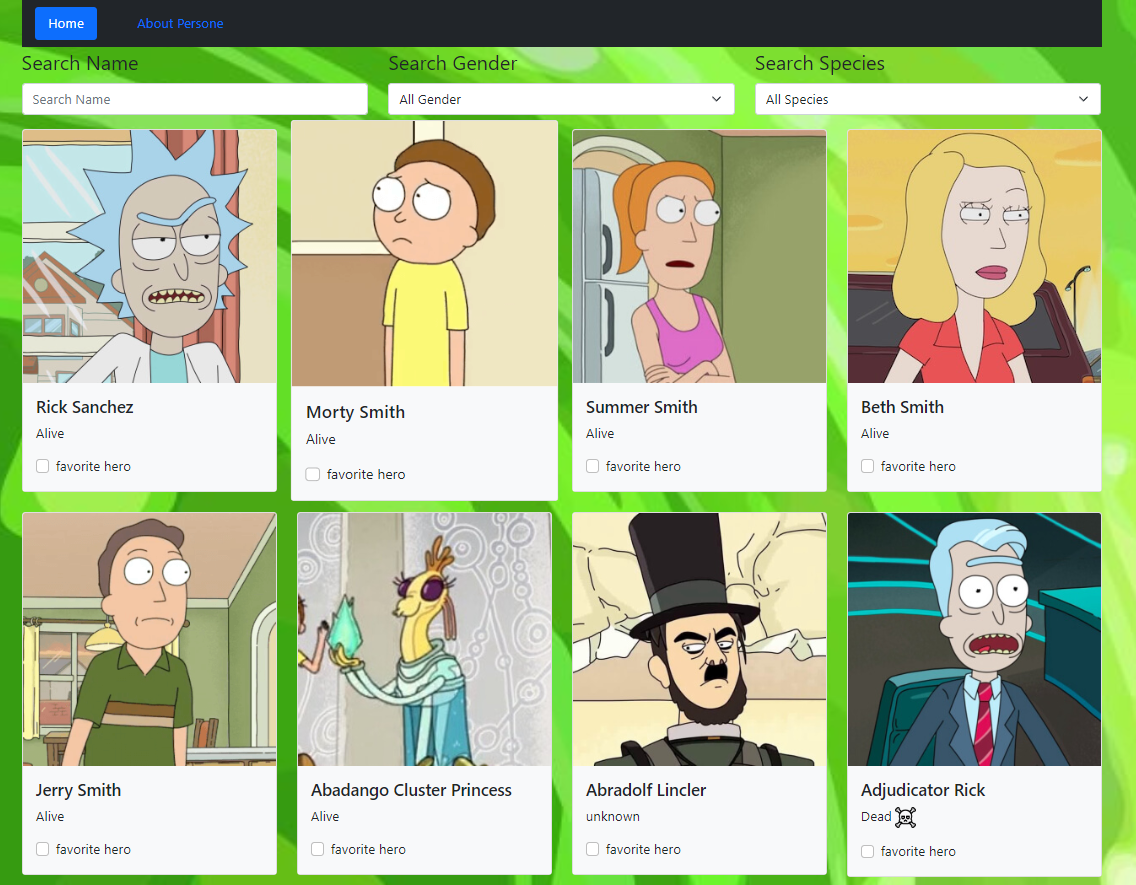 Home
About Persone
Search Name
Search Gender
Search Species
Search Name
All Gender
All Species
Rick Sanchez
Alive
favorite hero
Morty Smith
Alive
favorite hero
Summer Smith
Alive
favorite hero
Beth Smith
Alive
favorite hero
Jerry Smith
Alive
favorite hero
Abadango Cluster Princess
Alive
favorite hero
Abradolf Lincler
unknown
favorite hero
Adjudicator Rick
Dead
favorite hero